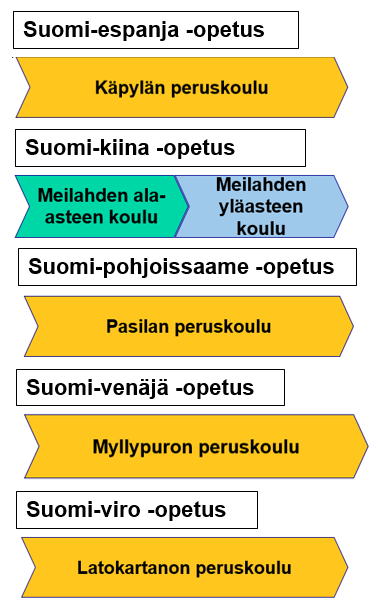 Suomi-espanja -opetus
Käpylän peruskoulu
Suomi-kiina -opetus
Meilahden ala-
asteen koulu
Meilahden
yläasteen
koulu
Suomi-pohjoissaame -opetus
Pasilan peruskoulu
Suomi-venäjä -opetus
Myllypuron peruskoulu
Suomi-viro -opetus
Latokartanon peruskoulu